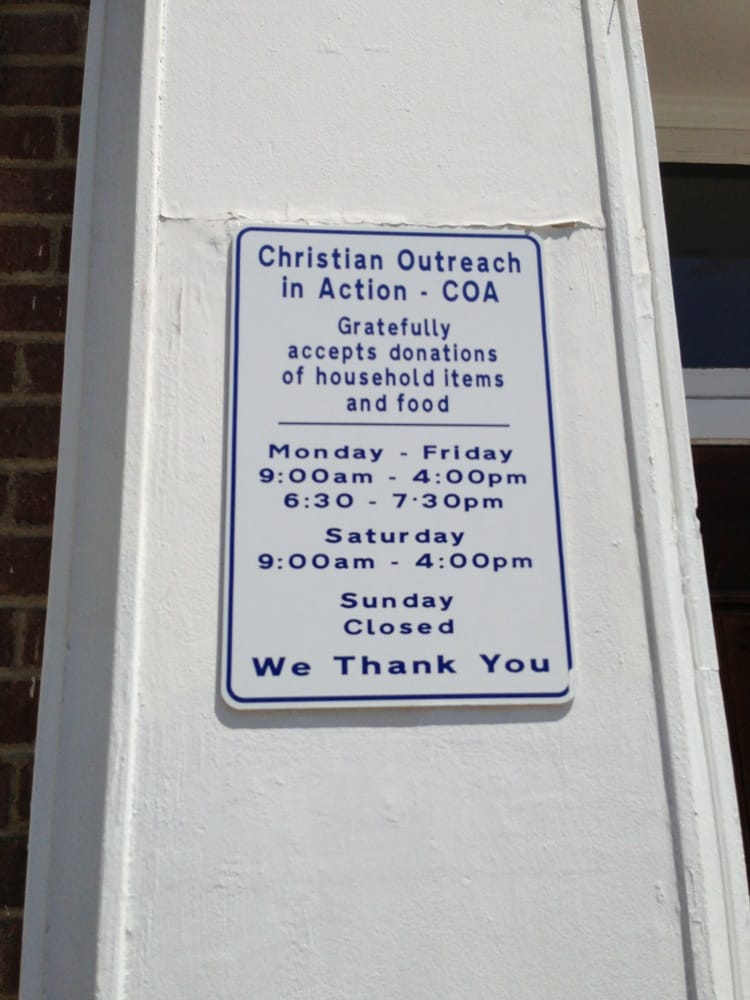 Christian Outreach
in Action - COA
Gratefully
accepts donations
of household items
and food
Monday - Friday
9:00am - 4:00pm
6:30 - 7:30pm
Saturday
9:00am - 4:00pm
Sunday
Closed
We Thank You